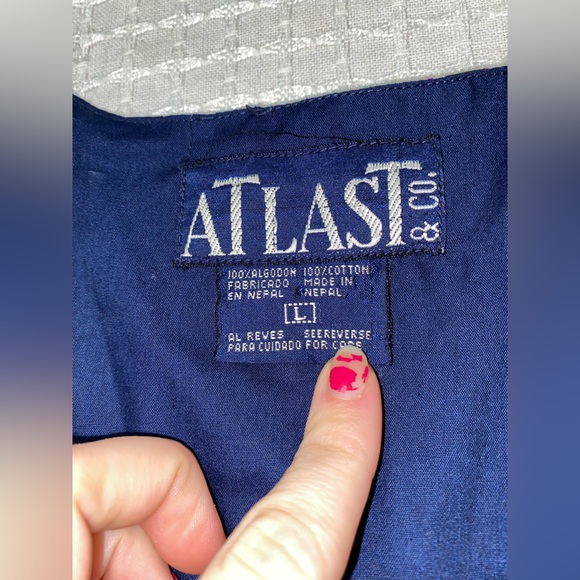 ATLAST & CO.
100%ALGODON 100%COTTON
FABRICADO MADE IN
EN NEPAL NEPAL
L
AL REVES SEEREVERSE
PARA CUIDADO FOR CARE